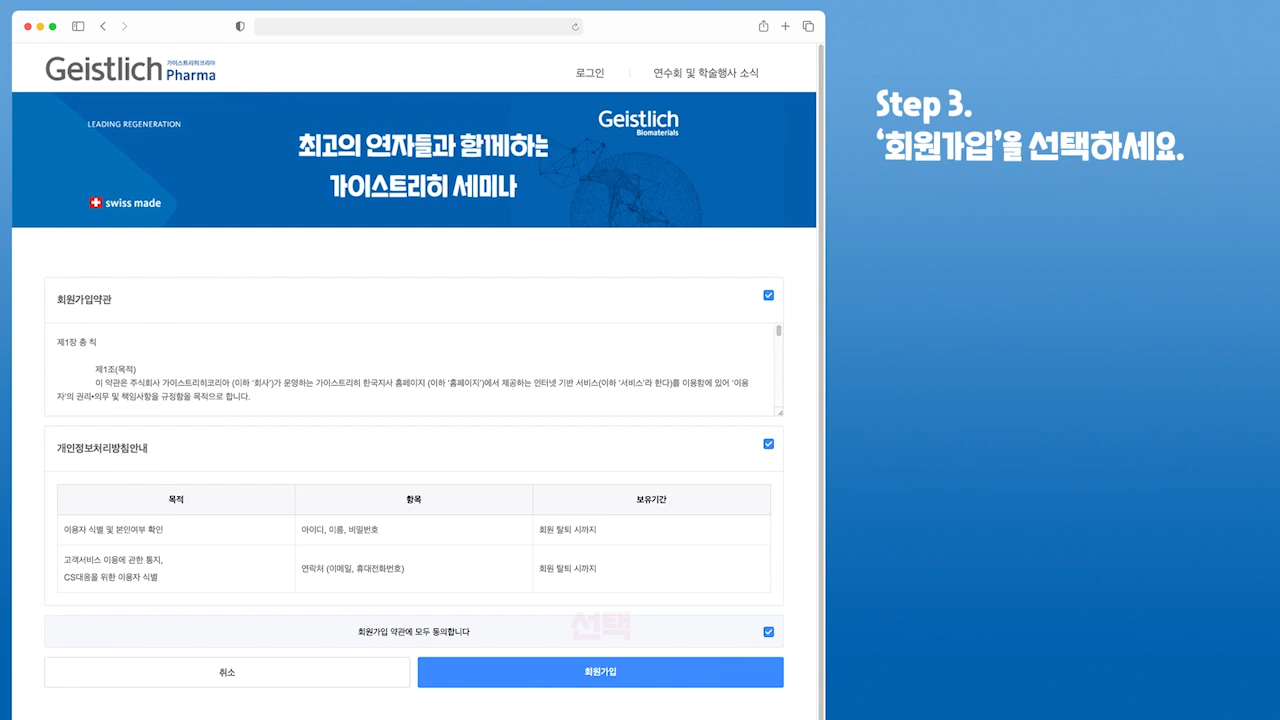 Geistlich 가이스트리히코리아
Pharma
로그인
연수회 및 학술행사 소식
LEADING REGENERATION
최고의 연자들과 함께하는
가이스트리히 세미나
Geistlich
Biomaterials
swiss made
Step 3.
‘회원가입’을 선택하세요.
회원가입약관
제1장 총 칙
제1조(목적)
이 약관은 주식회사 가이스트리히코리아 (이하 '회사')가 운영하는 가이스트리히 한국지사 홈페이지 (이하 '홈페이지')에서 제공하는 인터넷 기반 서비스(이하 '서비스'라 한다)를 이용함에 있어 '이용
자'의 권리•의무 및 책임사항을 규정함을 목적으로 합니다.
개인정보처리방침안내
목적 항목 보유기간
이용자 식별 및 본인여부 확인 아이디, 이름, 비밀번호 회원 탈퇴 시까지
고객서비스 이용에 관한 통지,
CS대응을 위한 이용자 식별 연락처 (이메일, 휴대전화번호) 회원 탈퇴 시까지
선택
회원가입 약관에 모두 동의합니다
취소
회원가입